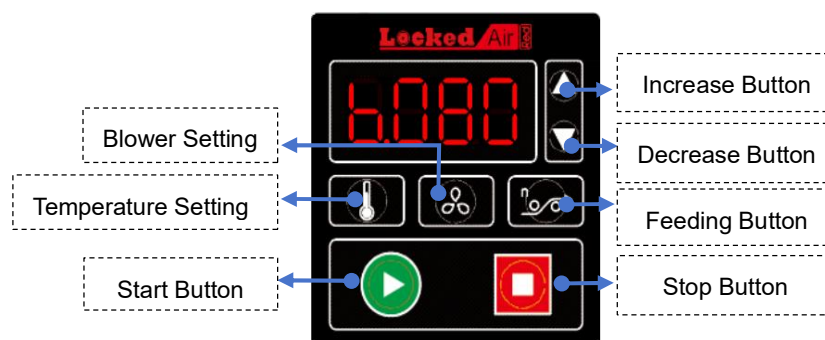 Locked Air
b.080
Increase Button
Blower Setting
Decrease Button
Temperature Setting
n
Feeding Button
Start Button
Stop Button